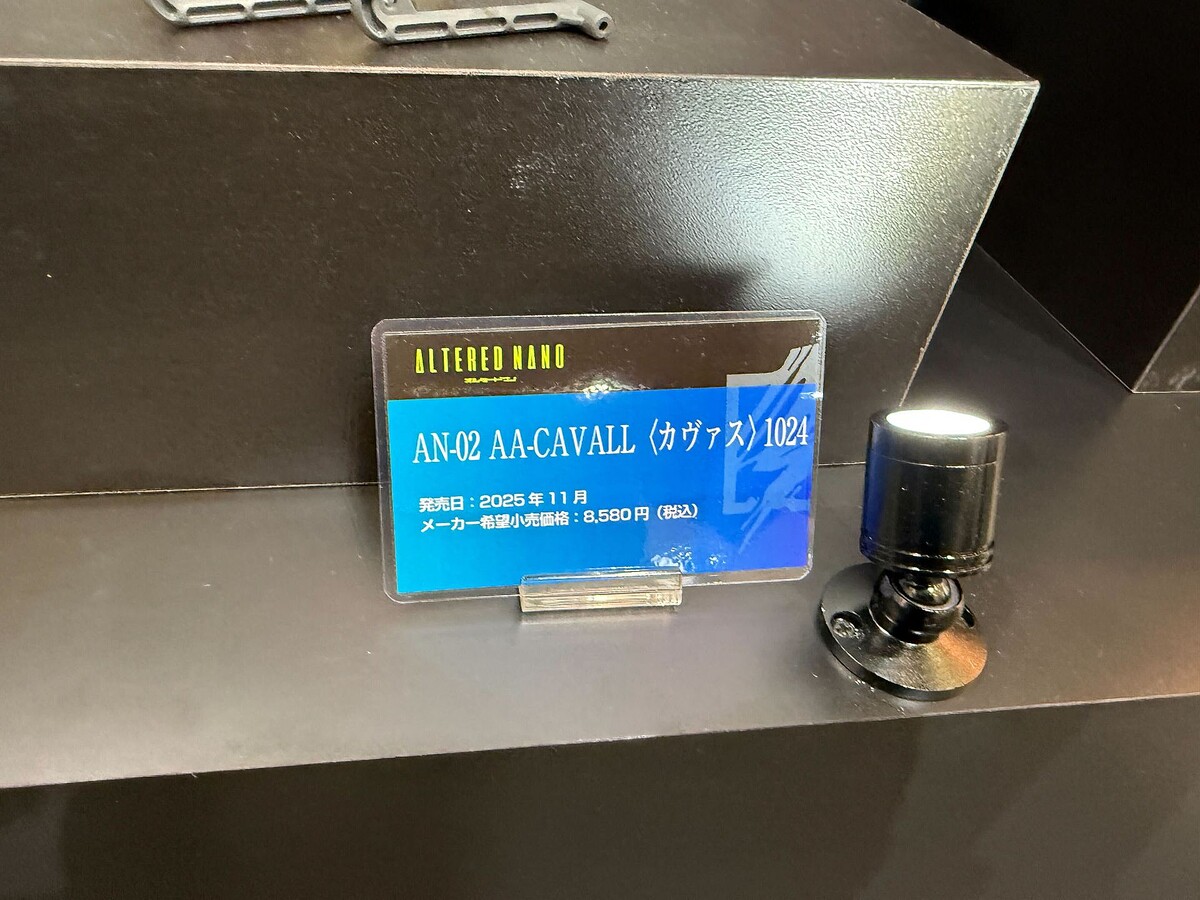 ALTERED NANO
AN-02 AA-CAVALL〈カヴァス〉1024
発売日：2025年11月
メーカー希望小売価格：8,580円（税込）